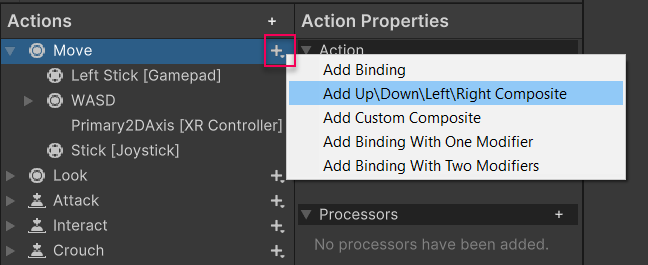 Actions +
Action Properties
Move +
Action
Left Stick [Gamepad]
WASD
Primary2DAxis [XR Controller]
Stick [Joystick]
Look +
Attack +
Interact +
Crouch +
Add Binding
Add Up\Down\Left\Right Composite
Add Custom Composite
Add Binding With One Modifier
Add Binding With Two Modifiers
Processors +
No processors have been added.